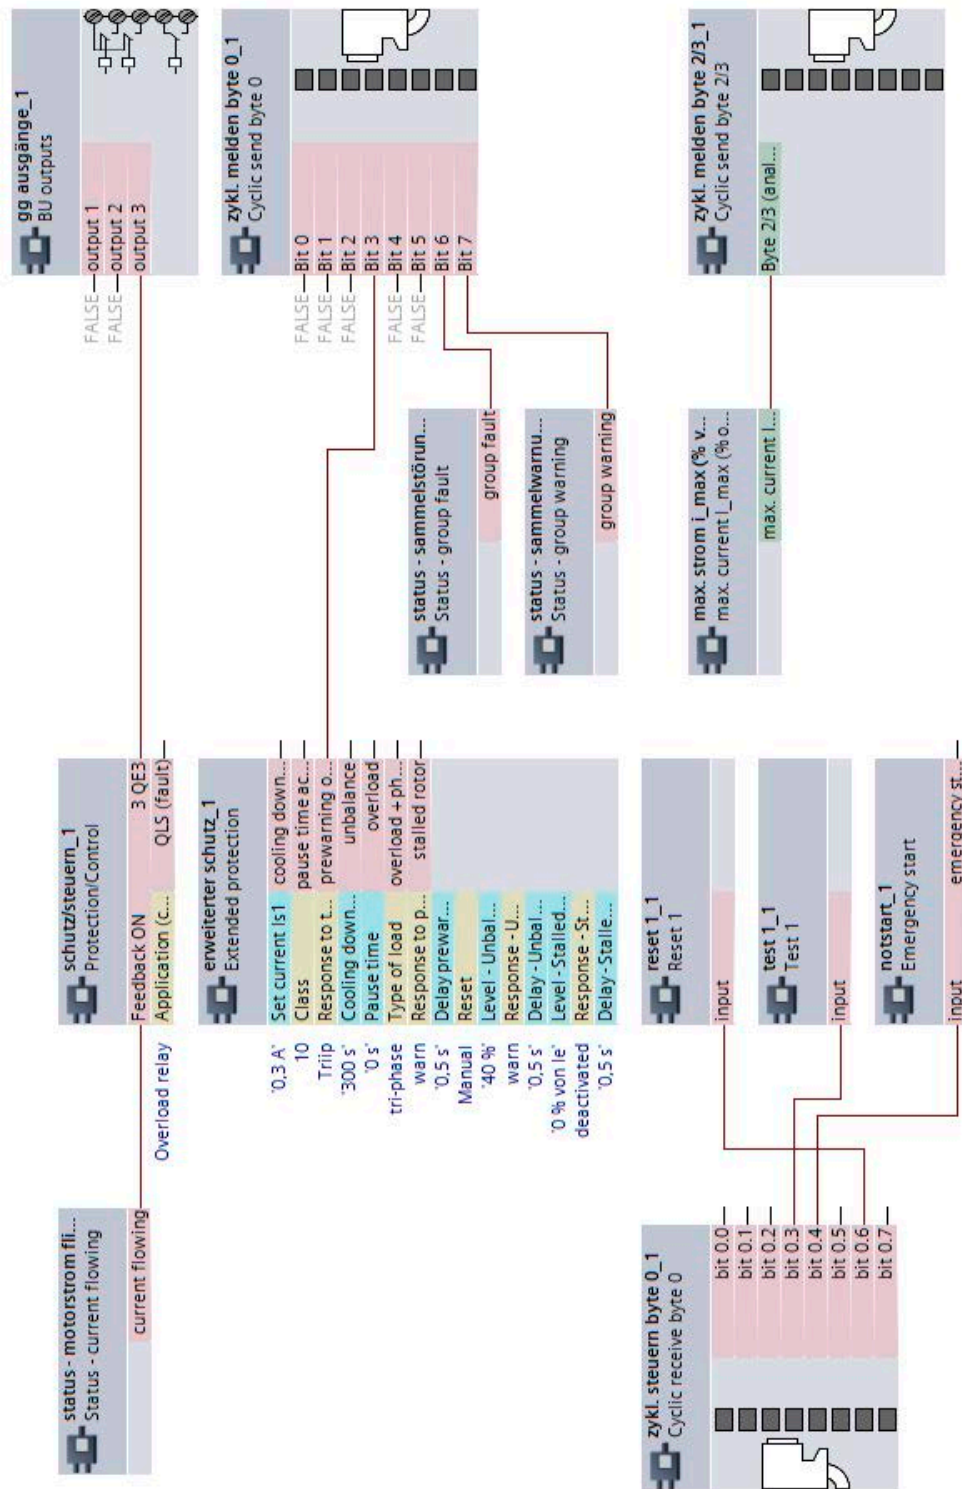 status - motorstrom fli...
Status - current flowing
current flowing
schutz/steuern_1
Protection/Control
Feedback ON
3 QE3
Overload relay
Application (c...
QLS (fault)
gg ausgänge_1
BU outputs
FALSE
output 1
FALSE
output 2
output 3
erweiterter schutz_1
Extended protection
'0,3 A'
Set current Is1
cooling down...
10
Class
pause time ac...
Triip
Response to t...
prewarning o...
'300 s'
Cooling down...
unbalance
'0 s'
Pause time
overload
tri-phase
Type of load
overload + ph...
warn
Response to p...
stalled rotor
'0,5 s'
Delay prewar...
Manual
Reset
'40 %'
Level - Unbal...
warn
Response - U...
'0,5 s'
Delay - Unbal...
'0 % von Ie'
Level - Stalled...
deactivated
Response - St...
'0,5 s'
Delay - Stalle...
zykl. melden byte 0_1
Cyclic send byte 0
FALSE
Bit 0
FALSE
Bit 1
FALSE
Bit 2
Bit 3
FALSE
Bit 4
FALSE
Bit 5
Bit 6
Bit 7
status - sammelstörun...
Status - group fault
group fault
status - sammelwarnu...
Status - group warning
group warning
zykl. steuern byte 0_1
Cyclic receive byte 0
bit 0.0
bit 0.1
bit 0.2
bit 0.3
bit 0.4
bit 0.5
bit 0.6
bit 0.7
reset 1_1
Reset 1
input
test 1_1
Test 1
input
notstart_1
Emergency start
input
emergency st...
max. strom i_max (% v...
max. current I_max (% o...
max. current I...
zykl. melden byte 2/3_1
Cyclic send byte 2/3
Byte 2/3 (anal...